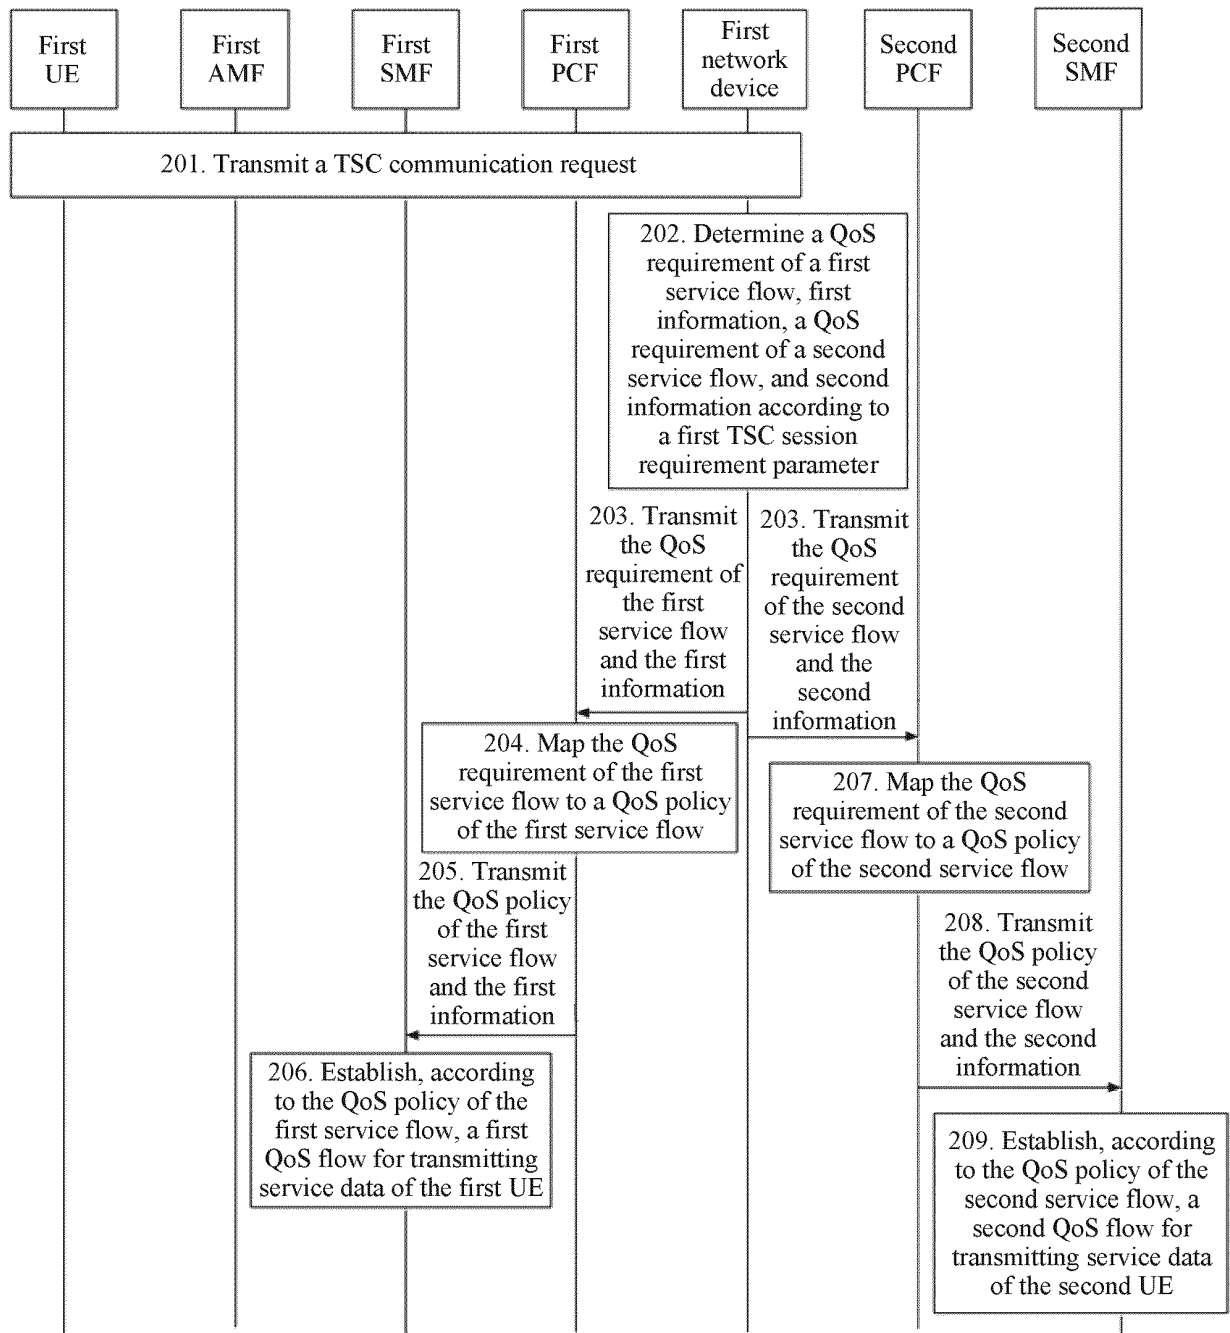 First
UE
First
AMF
First
SMF
First
PCF
First
network
device
Second
PCF
Second
SMF
201. Transmit a TSC communication request
202. Determine a QoS
requirement of a first
service flow, first
information, a QoS
requirement of a second
service flow, and second
information according to
a first TSC session
requirement parameter
203. Transmit
the QoS
requirement of
the first
service flow
and the first
information
203. Transmit
the QoS
requirement
of the second
service flow
and the
second
information
204. Map the QoS
requirement of the first
service flow to a QoS policy
of the first service flow
207. Map the QoS
requirement of the second
service flow to a QoS policy
of the second service flow
205. Transmit
the QoS policy
of the first
service flow
and the first
information
208. Transmit
the QoS policy
of the second
service flow
and the second
information
206. Establish, according
to the QoS policy of the
first service flow, a first
QoS flow for transmitting
service data of the first UE
209. Establish, according
to the QoS policy of the
second service flow, a
second QoS flow for
transmitting service data
of the second UE